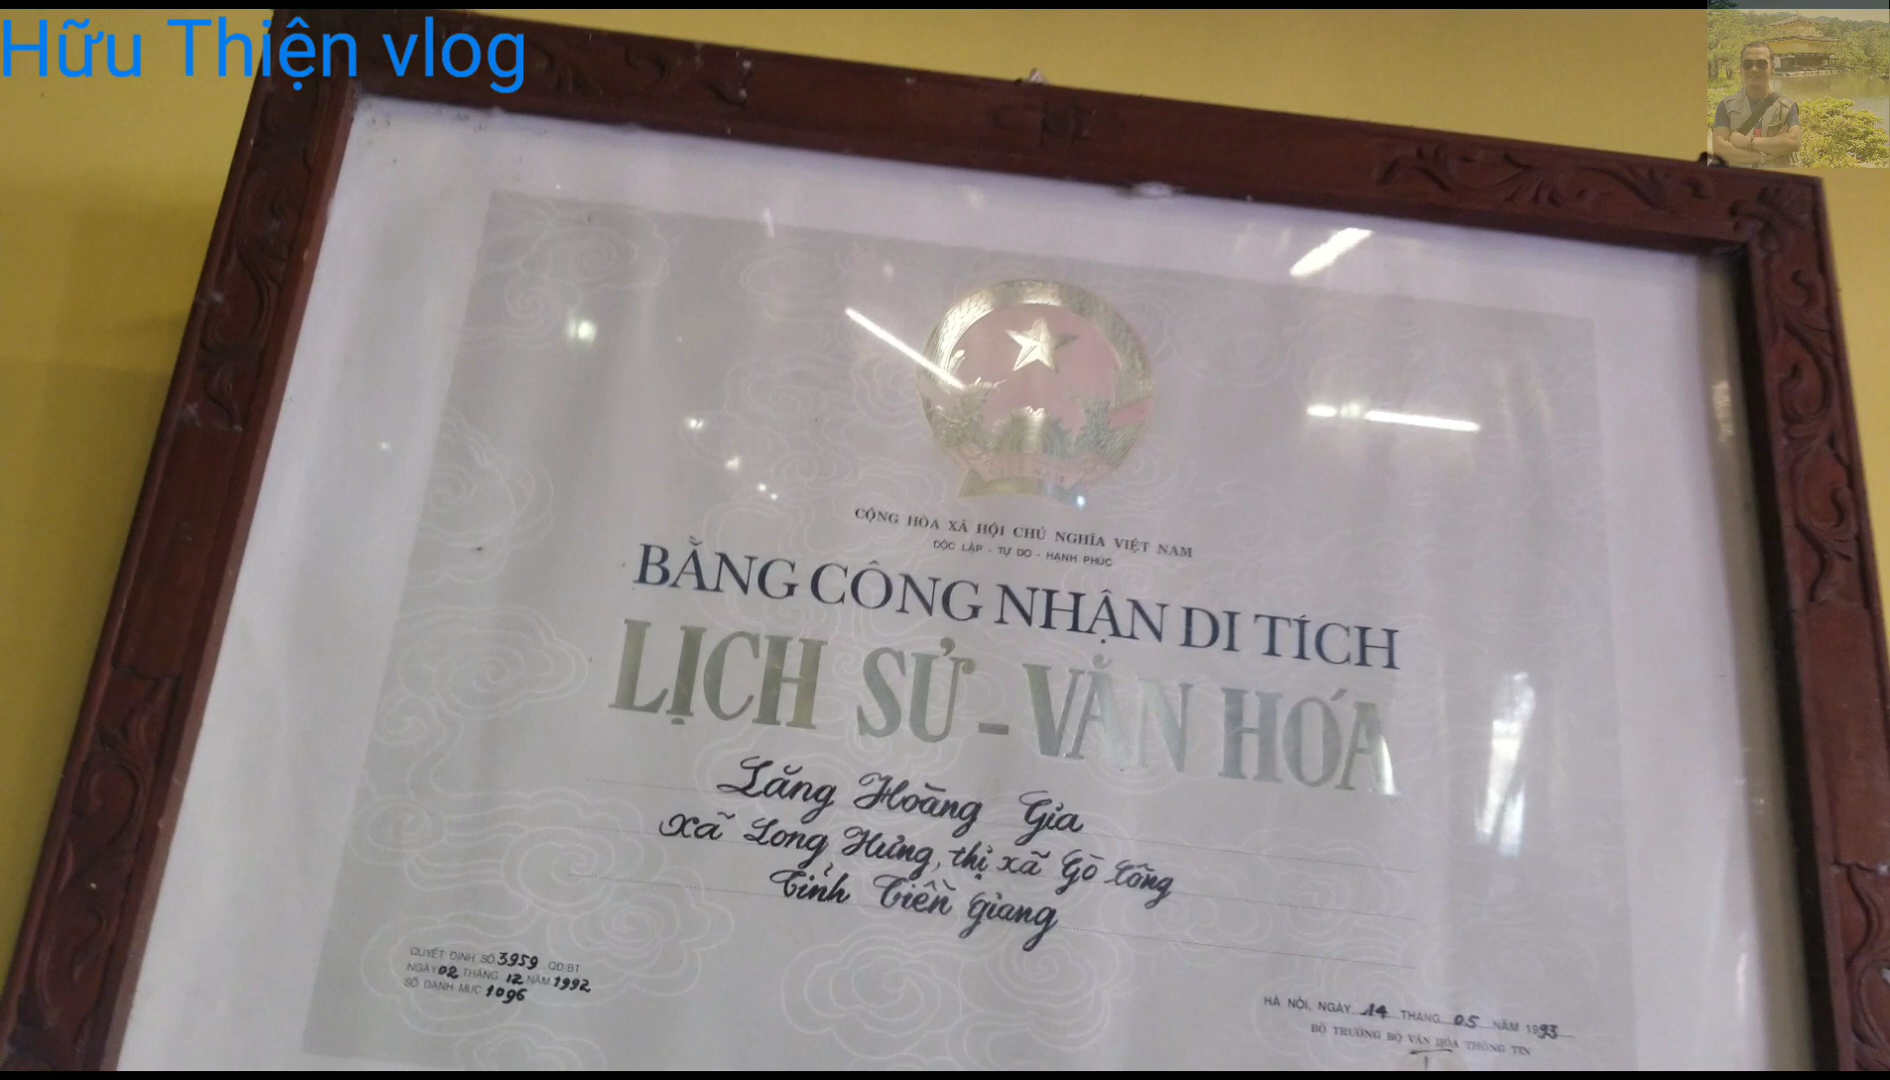 Hữu Thiện vlog
CỘNG HÒA XÃ HỘI CHỦ NGHĨA VIỆT NAM
ĐỘC LẬP - TỰ DO - HẠNH PHÚC
BẰNG CÔNG NHẬN DI TÍCH
LỊCH SỬ - VĂN HÓA
Lăng Hoàng Gia
xã Long Hưng, thị xã Gò Công
Tỉnh Tiền Giang
QUYẾT ĐỊNH SỐ 3959 QĐ/BT
NGÀY 02 THÁNG 12 NĂM 1992
SỐ DANH MỤC 1096
HÀ NỘI, NGÀY 14 THÁNG 05 NĂM 1993
BỘ TRƯỞNG BỘ VĂN HÓA THÔNG TIN